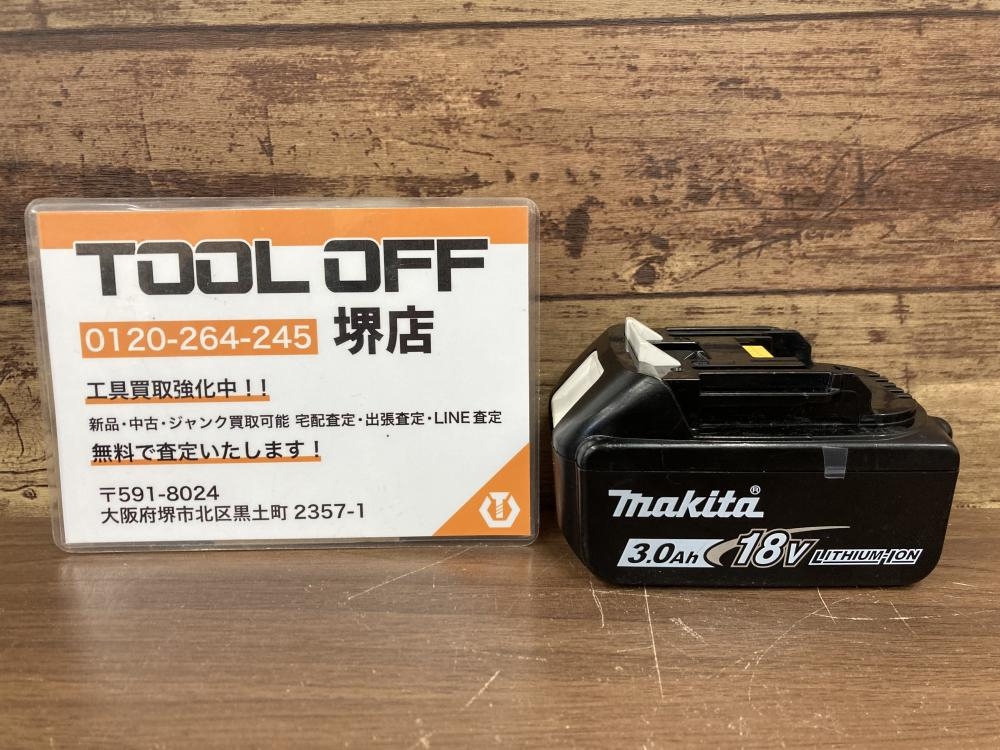 TOOL OFF
0120-264-245 堺店
工具買取強化中!!
新品・中古・ジャンク買取可能 宅配査定・出張査定・LINE査定
無料で査定いたします!
〒591-8024
大阪府堺市北区黒土町 2357-1
makita®
3.0Ah 18V LITHIUM-ION